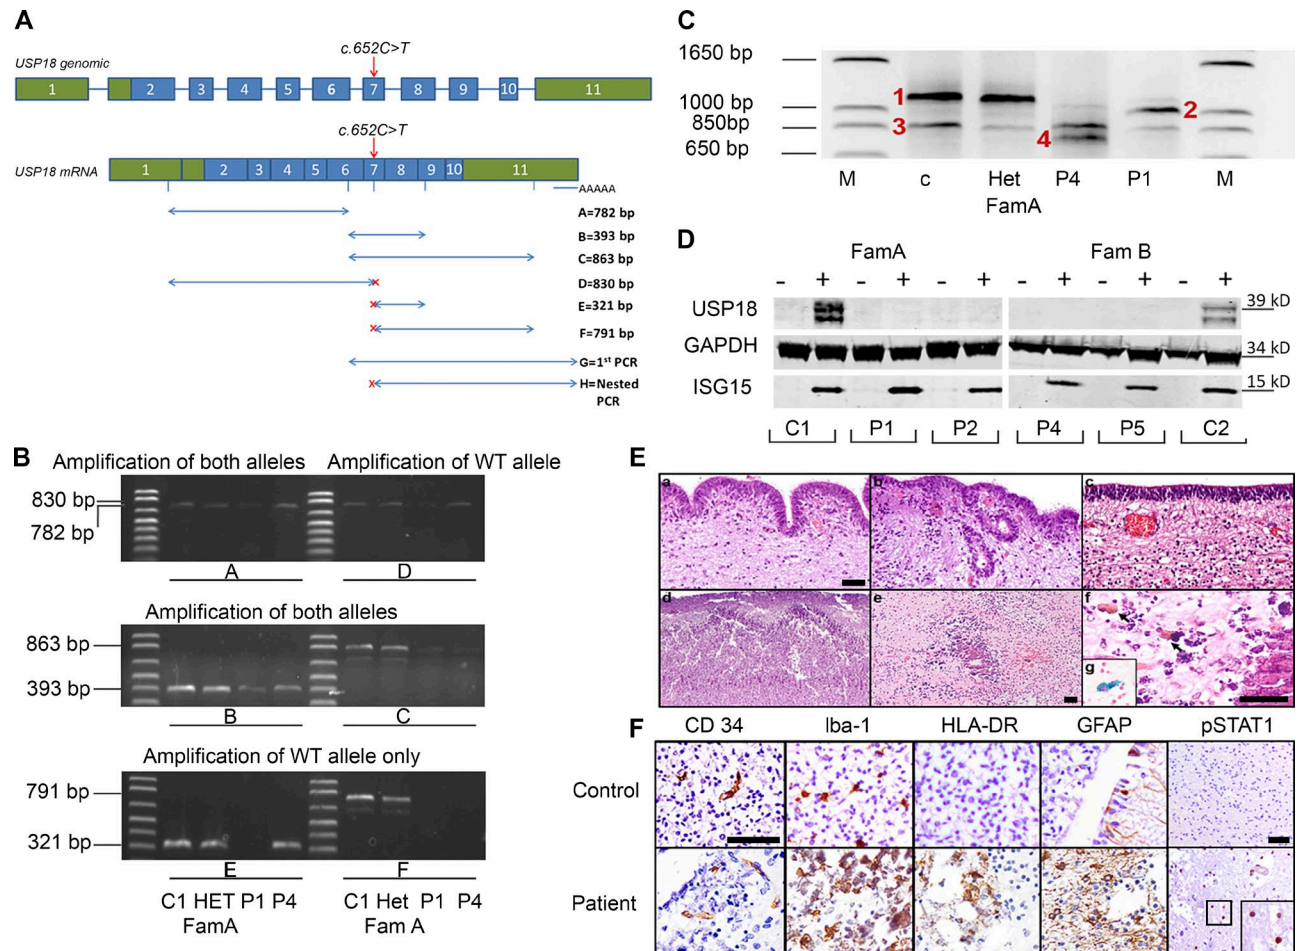 A
c.652C>T
USP18 genomic
1 2 3 4 5 6 7 8 9 10 11
c.652C>T
USP18 mRNA
1 2 3 4 5 6 7 8 9 10 11
AAAAA
A=782 bp
B=393 bp
C=863 bp
D=830 bp
E=321 bp
F=791 bp
G=1st PCR
H=Nested
PCR
B
Amplification of both alleles Amplification of WT allele
830 bp
782 bp
A D
Amplification of both alleles
863 bp
393 bp
B C
Amplification of WT allele only
791 bp
321 bp
E F
C1 HET P1 P4 C1 Het P1 P4
FamA Fam A
C
1650 bp
1000 bp
850bp
650 bp
1 2
3 4
M c Het P4 P1 M
FamA
D
FamA Fam B
- + - + - + - + - + - +
USP18 39 kD
GAPDH 34 kD
ISG15 15 kD
C1 P1 P2 P4 P5 C2
E
a b c
d e f
g
F
CD 34 Iba-1 HLA-DR GFAP pSTAT1
Control
Patient